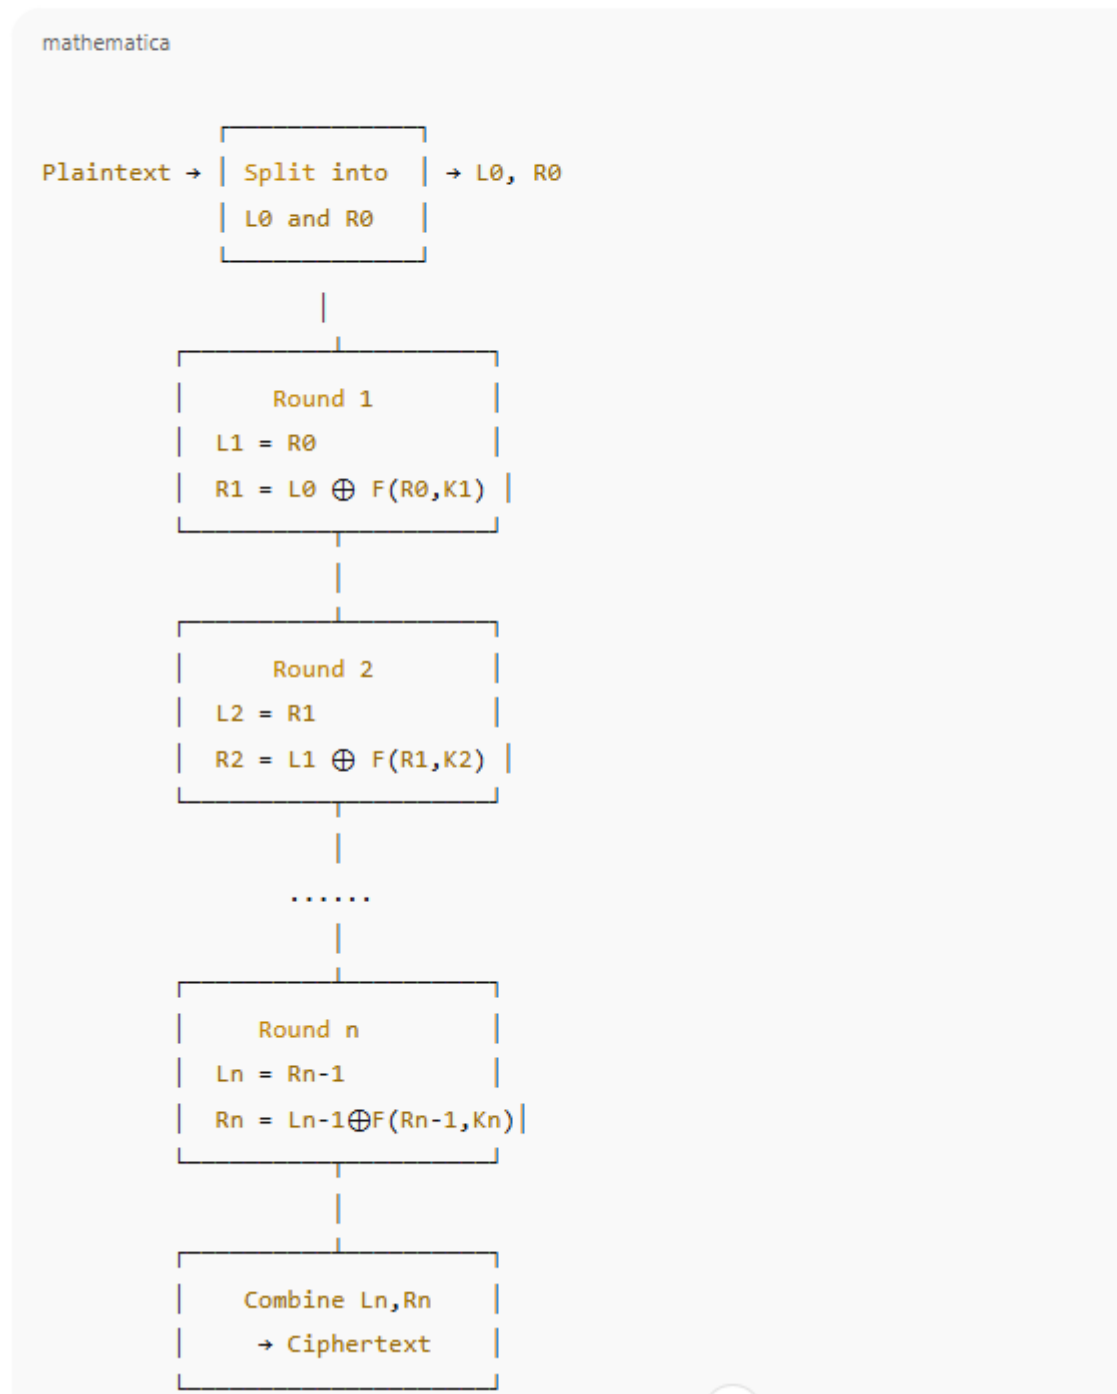 mathematica
Plaintext → │ Split into │ → L0, R0
│ L0 and R0 │
Round 1
L1 = R0
R1 = L0 ⊕ F(R0,K1)
Round 2
L2 = R1
R2 = L1 ⊕ F(R1,K2)
......
Round n
Ln = Rn-1
Rn = Ln-1⊕F(Rn-1,Kn)
Combine Ln,Rn
→ Ciphertext